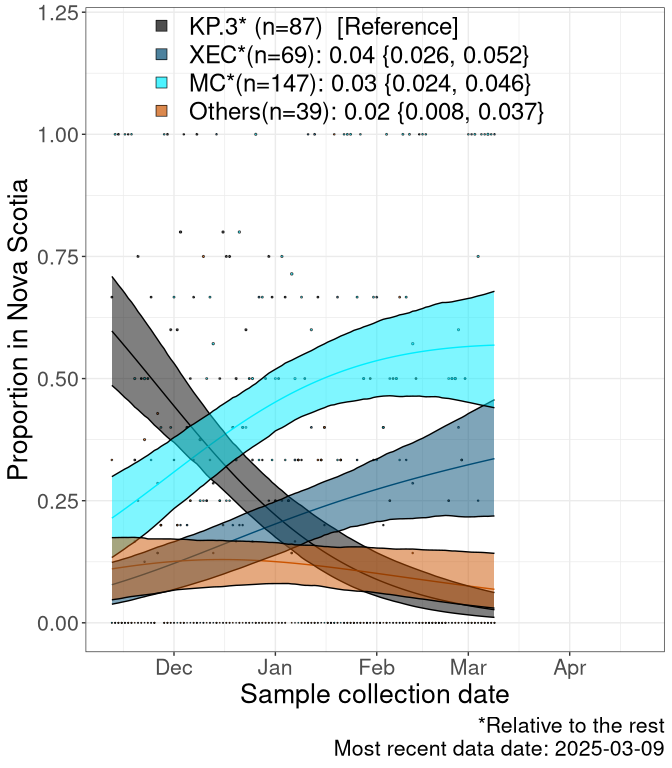 KP.3* (n=87) [Reference]
XEC*(n=69): 0.04 {0.026, 0.052}
MC*(n=147): 0.03 {0.024, 0.046}
Others(n=39): 0.02 {0.008, 0.037}
1.25
1.00
0.75
0.50
0.25
0.00
Proportion in Nova Scotia
Dec Jan Feb Mar Apr
Sample collection date
*Relative to the rest
Most recent data date: 2025-03-09